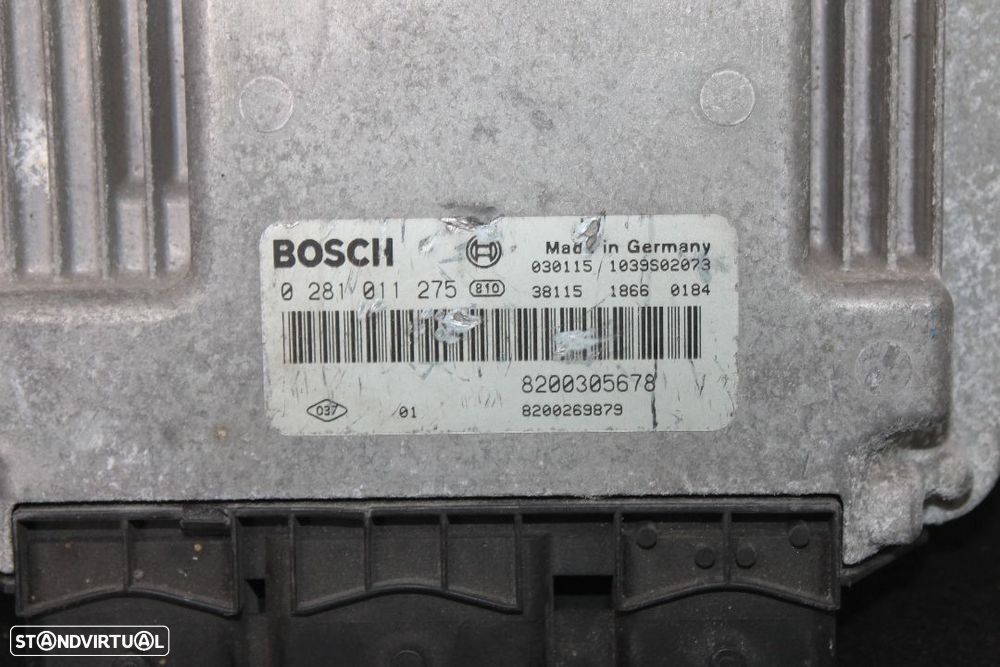 BOSCH
Made in Germany
030115 1039S02073
0 281 011 275 810
38115 1866 0184
8200305678
037 01
8200269879
STANDVIRTUAL